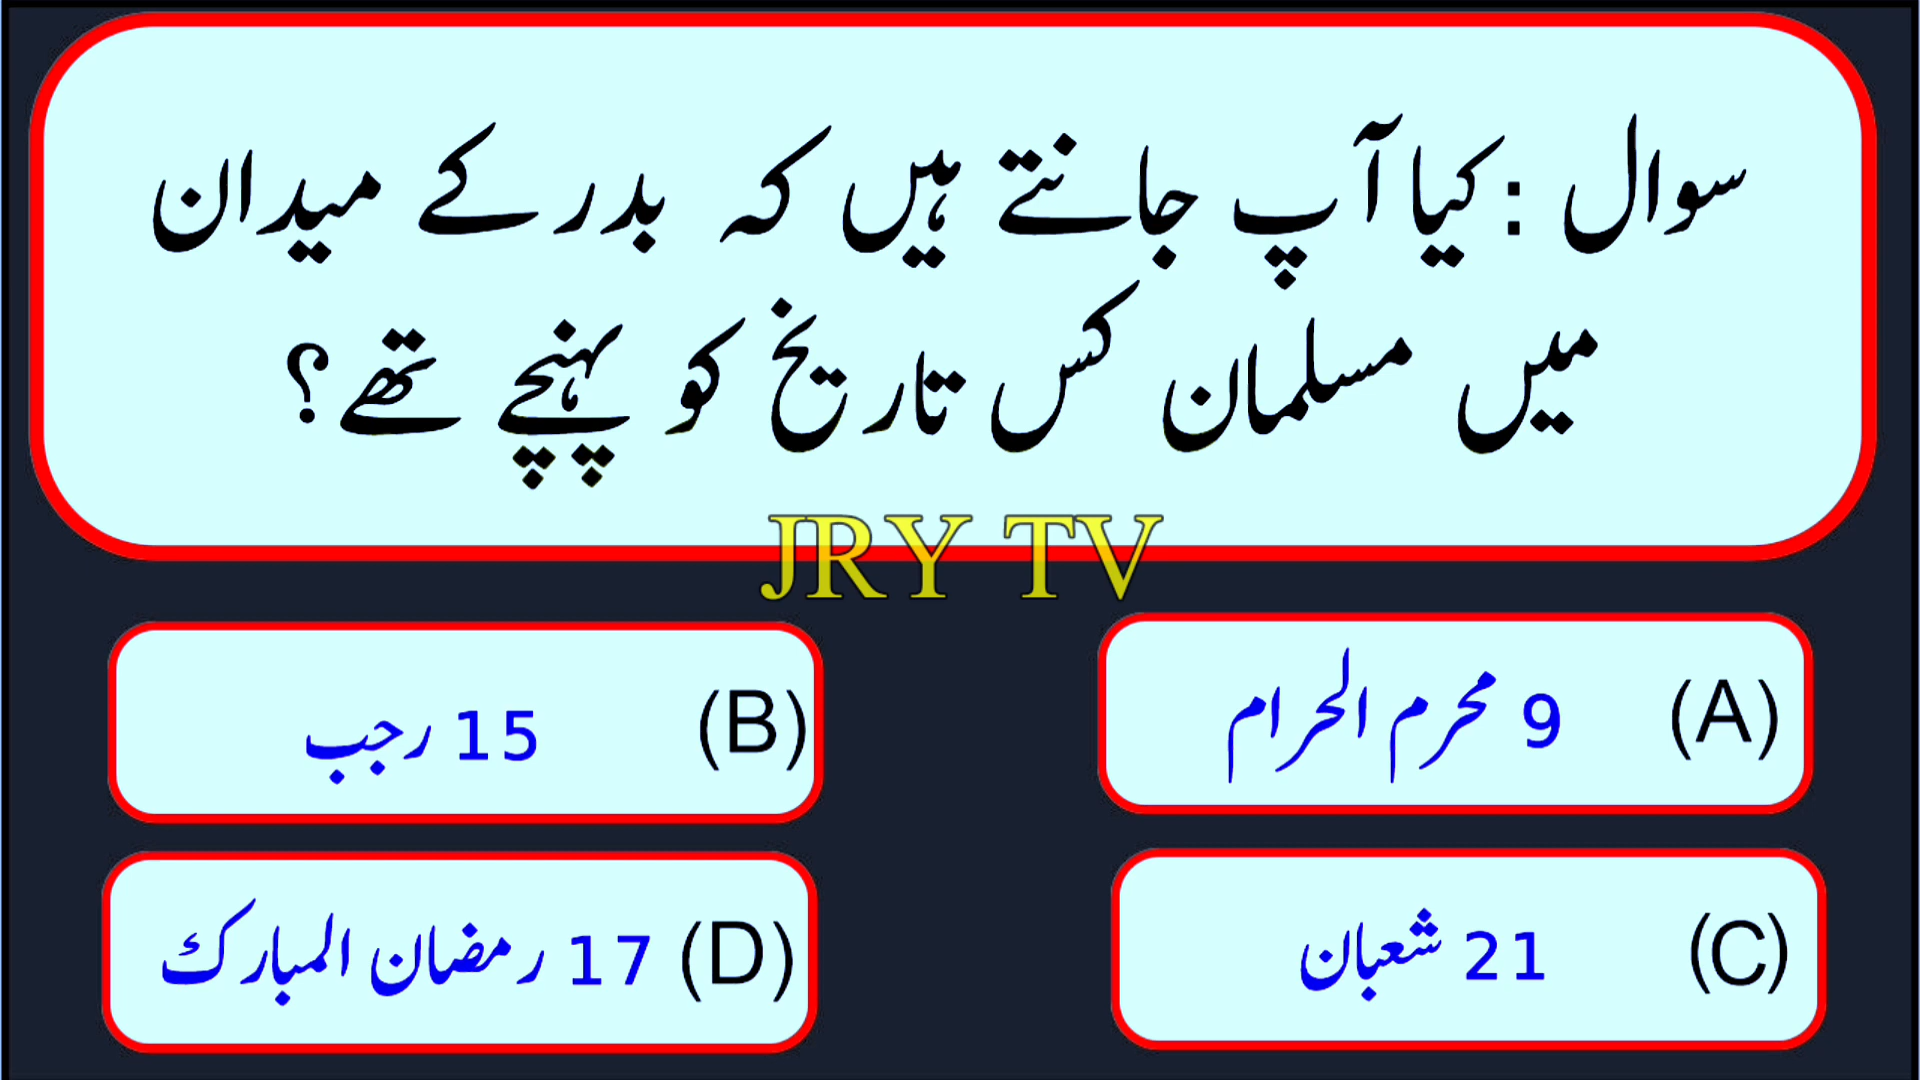 سوال : کیا آپ جانتے ہیں کہ بدر کے میدان
میں مسلمان کس تاریخ کو پہنچے تھے؟
JRY TV
(A) 9 محرم الحرام
(B) 15 رجب
(C) 21 شعبان
(D) 17 رمضان المبارک